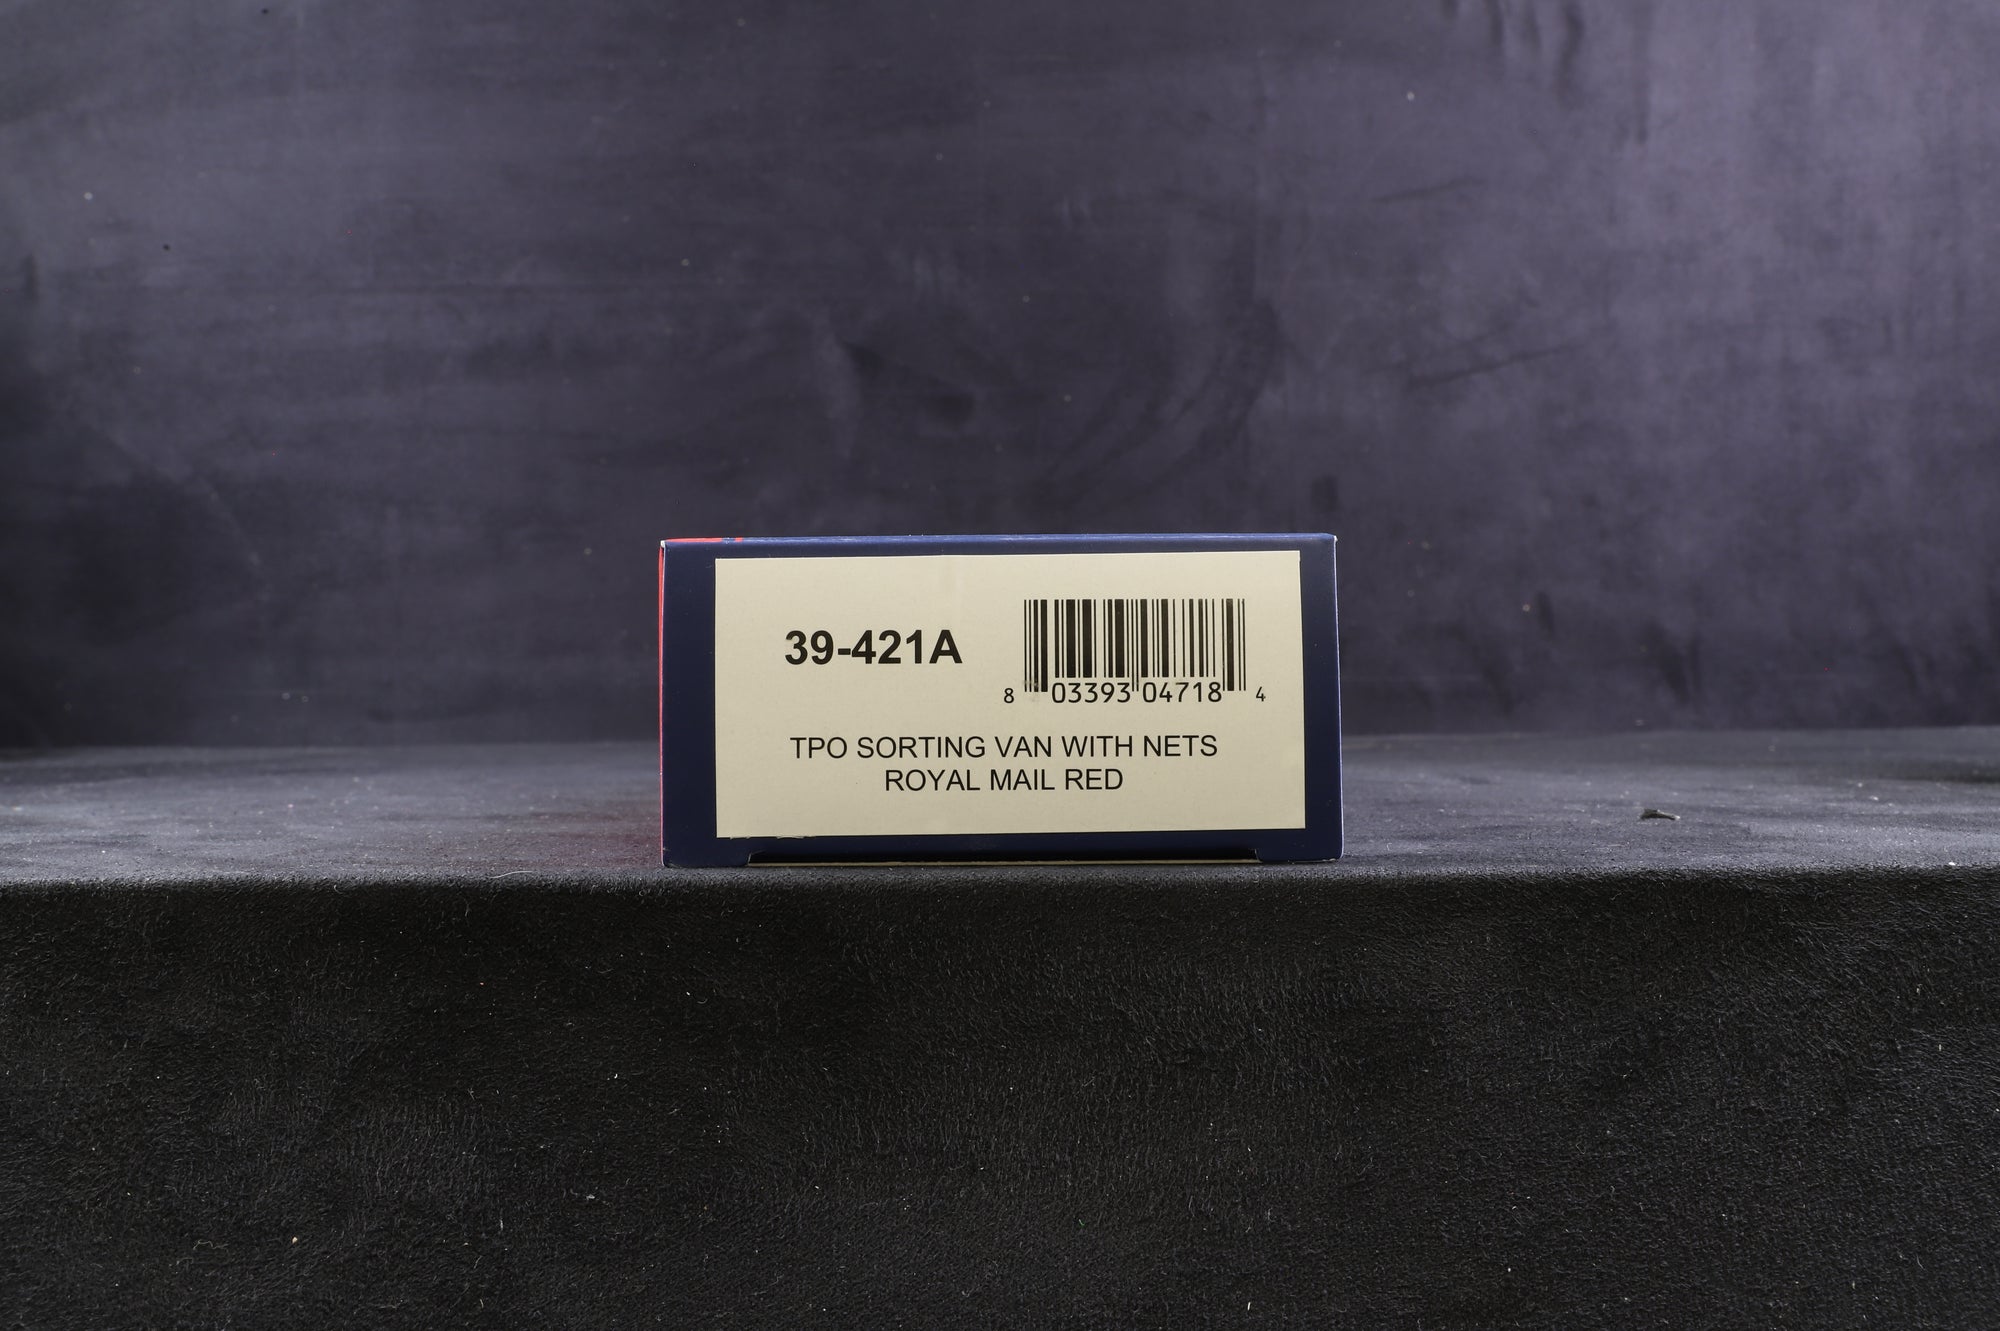 39-421A
8 03393 04718 4
TPO SORTING VAN WITH NETS
ROYAL MAIL RED